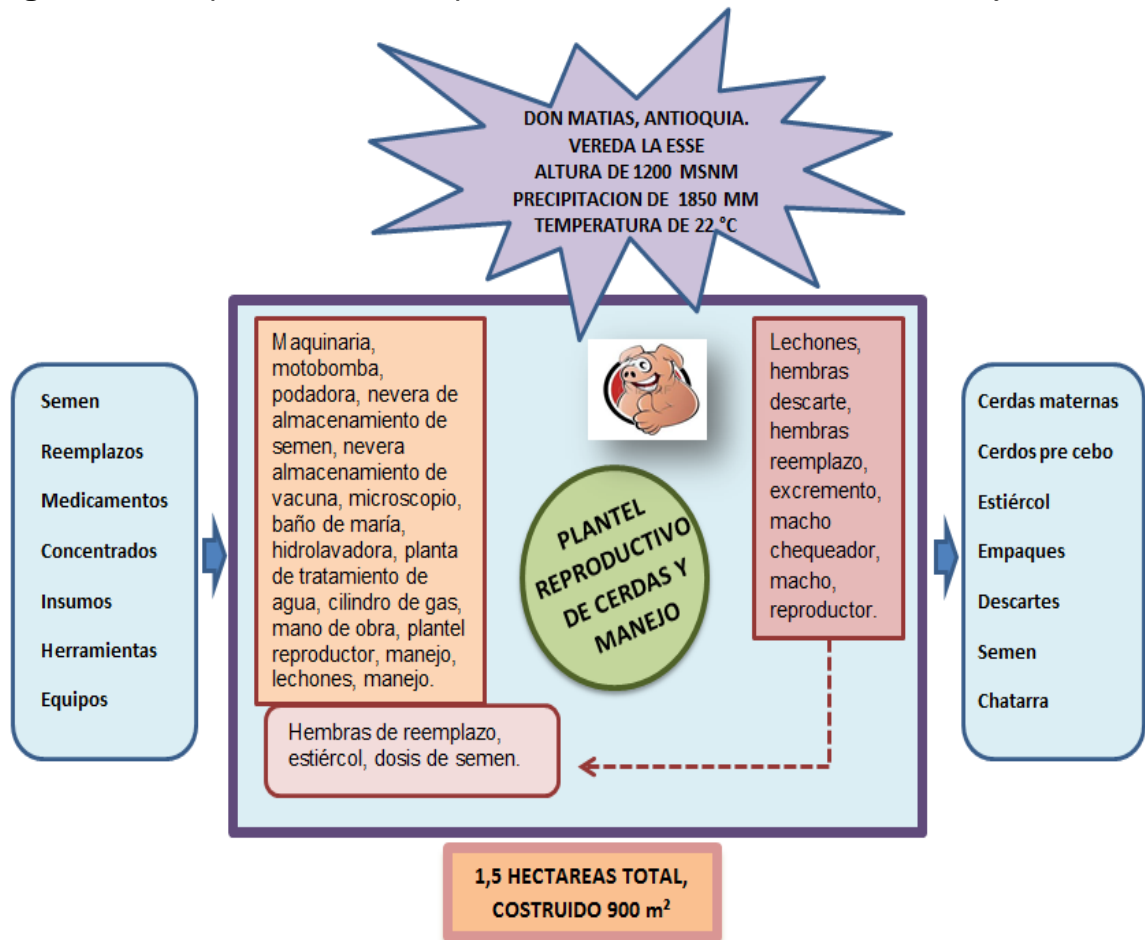 DON MATIAS, ANTIOQUIA.
VEREDA LA ESSE
ALTURA DE 1200 MSNM
PRECIPITACION DE 1850 MM
TEMPERATURA DE 22 °C
Semen
Reemplazos
Medicamentos
Concentrados
Insumos
Herramientas
Equipos
Maquinaria,
motobomba,
podadora, nevera de
almacenamiento de
semen, nevera
almacenamiento de
vacuna, microscopio,
baño de maría,
hidrolavadora, planta
de tratamiento de
agua, cilindro de gas,
mano de obra, plantel
reproductor, manejo,
lechones, manejo.
Hembras de reemplazo,
estiércol, dosis de semen.
PLANTEL
REPRODUCTIVO
DE CERDAS Y
MANEJO
Lechones,
hembras
descarte,
hembras
reemplazo,
excremento,
macho
chequeador,
macho,
reproductor.
Cerdas maternas
Cerdos pre cebo
Estiércol
Empaques
Descartes
Semen
Chatarra
1,5 HECTAREAS TOTAL,
COSTRUIDO 900 m²